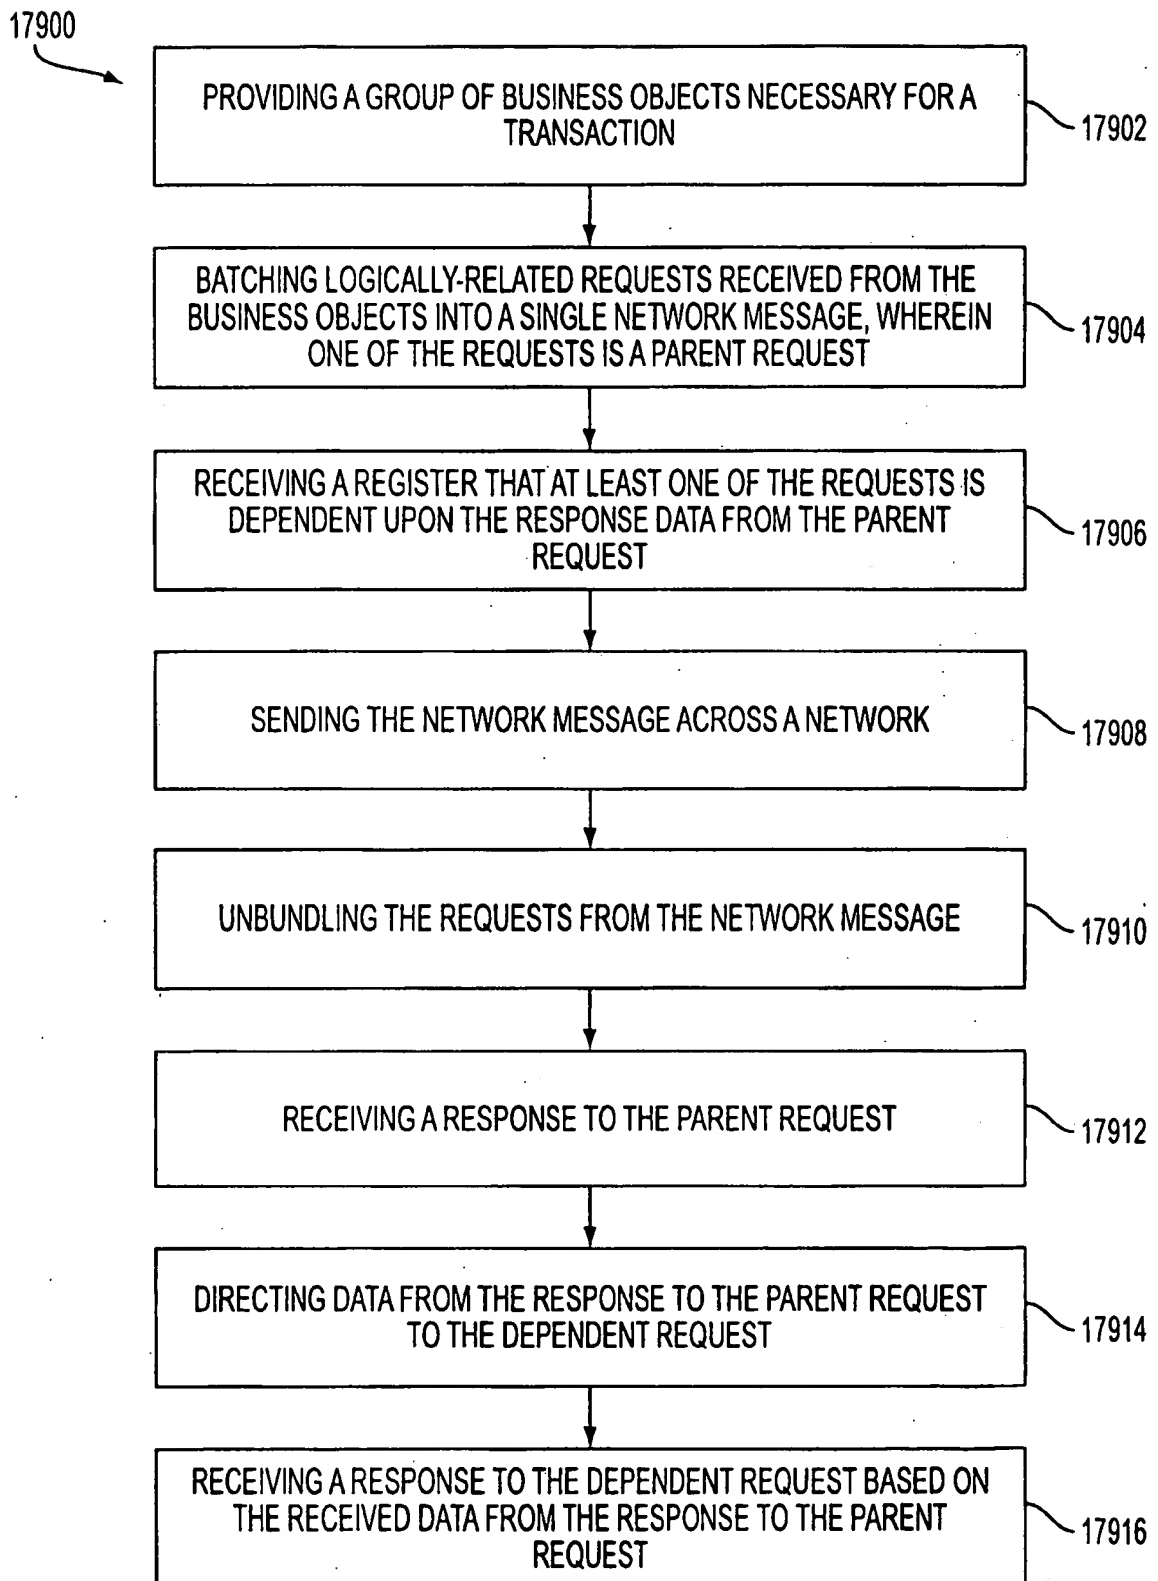 17900
PROVIDING A GROUP OF BUSINESS OBJECTS NECESSARY FOR A
TRANSACTION
17902
BATCHING LOGICALLY-RELATED REQUESTS RECEIVED FROM THE
BUSINESS OBJECTS INTO A SINGLE NETWORK MESSAGE, WHEREIN
ONE OF THE REQUESTS IS A PARENT REQUEST
17904
RECEIVING A REGISTER THAT AT LEAST ONE OF THE REQUESTS IS
DEPENDENT UPON THE RESPONSE DATA FROM THE PARENT
REQUEST
17906
SENDING THE NETWORK MESSAGE ACROSS A NETWORK
17908
UNBUNDLING THE REQUESTS FROM THE NETWORK MESSAGE
17910
RECEIVING A RESPONSE TO THE PARENT REQUEST
17912
DIRECTING DATA FROM THE RESPONSE TO THE PARENT REQUEST
TO THE DEPENDENT REQUEST
17914
RECEIVING A RESPONSE TO THE DEPENDENT REQUEST BASED ON
THE RECEIVED DATA FROM THE RESPONSE TO THE PARENT
REQUEST
17916